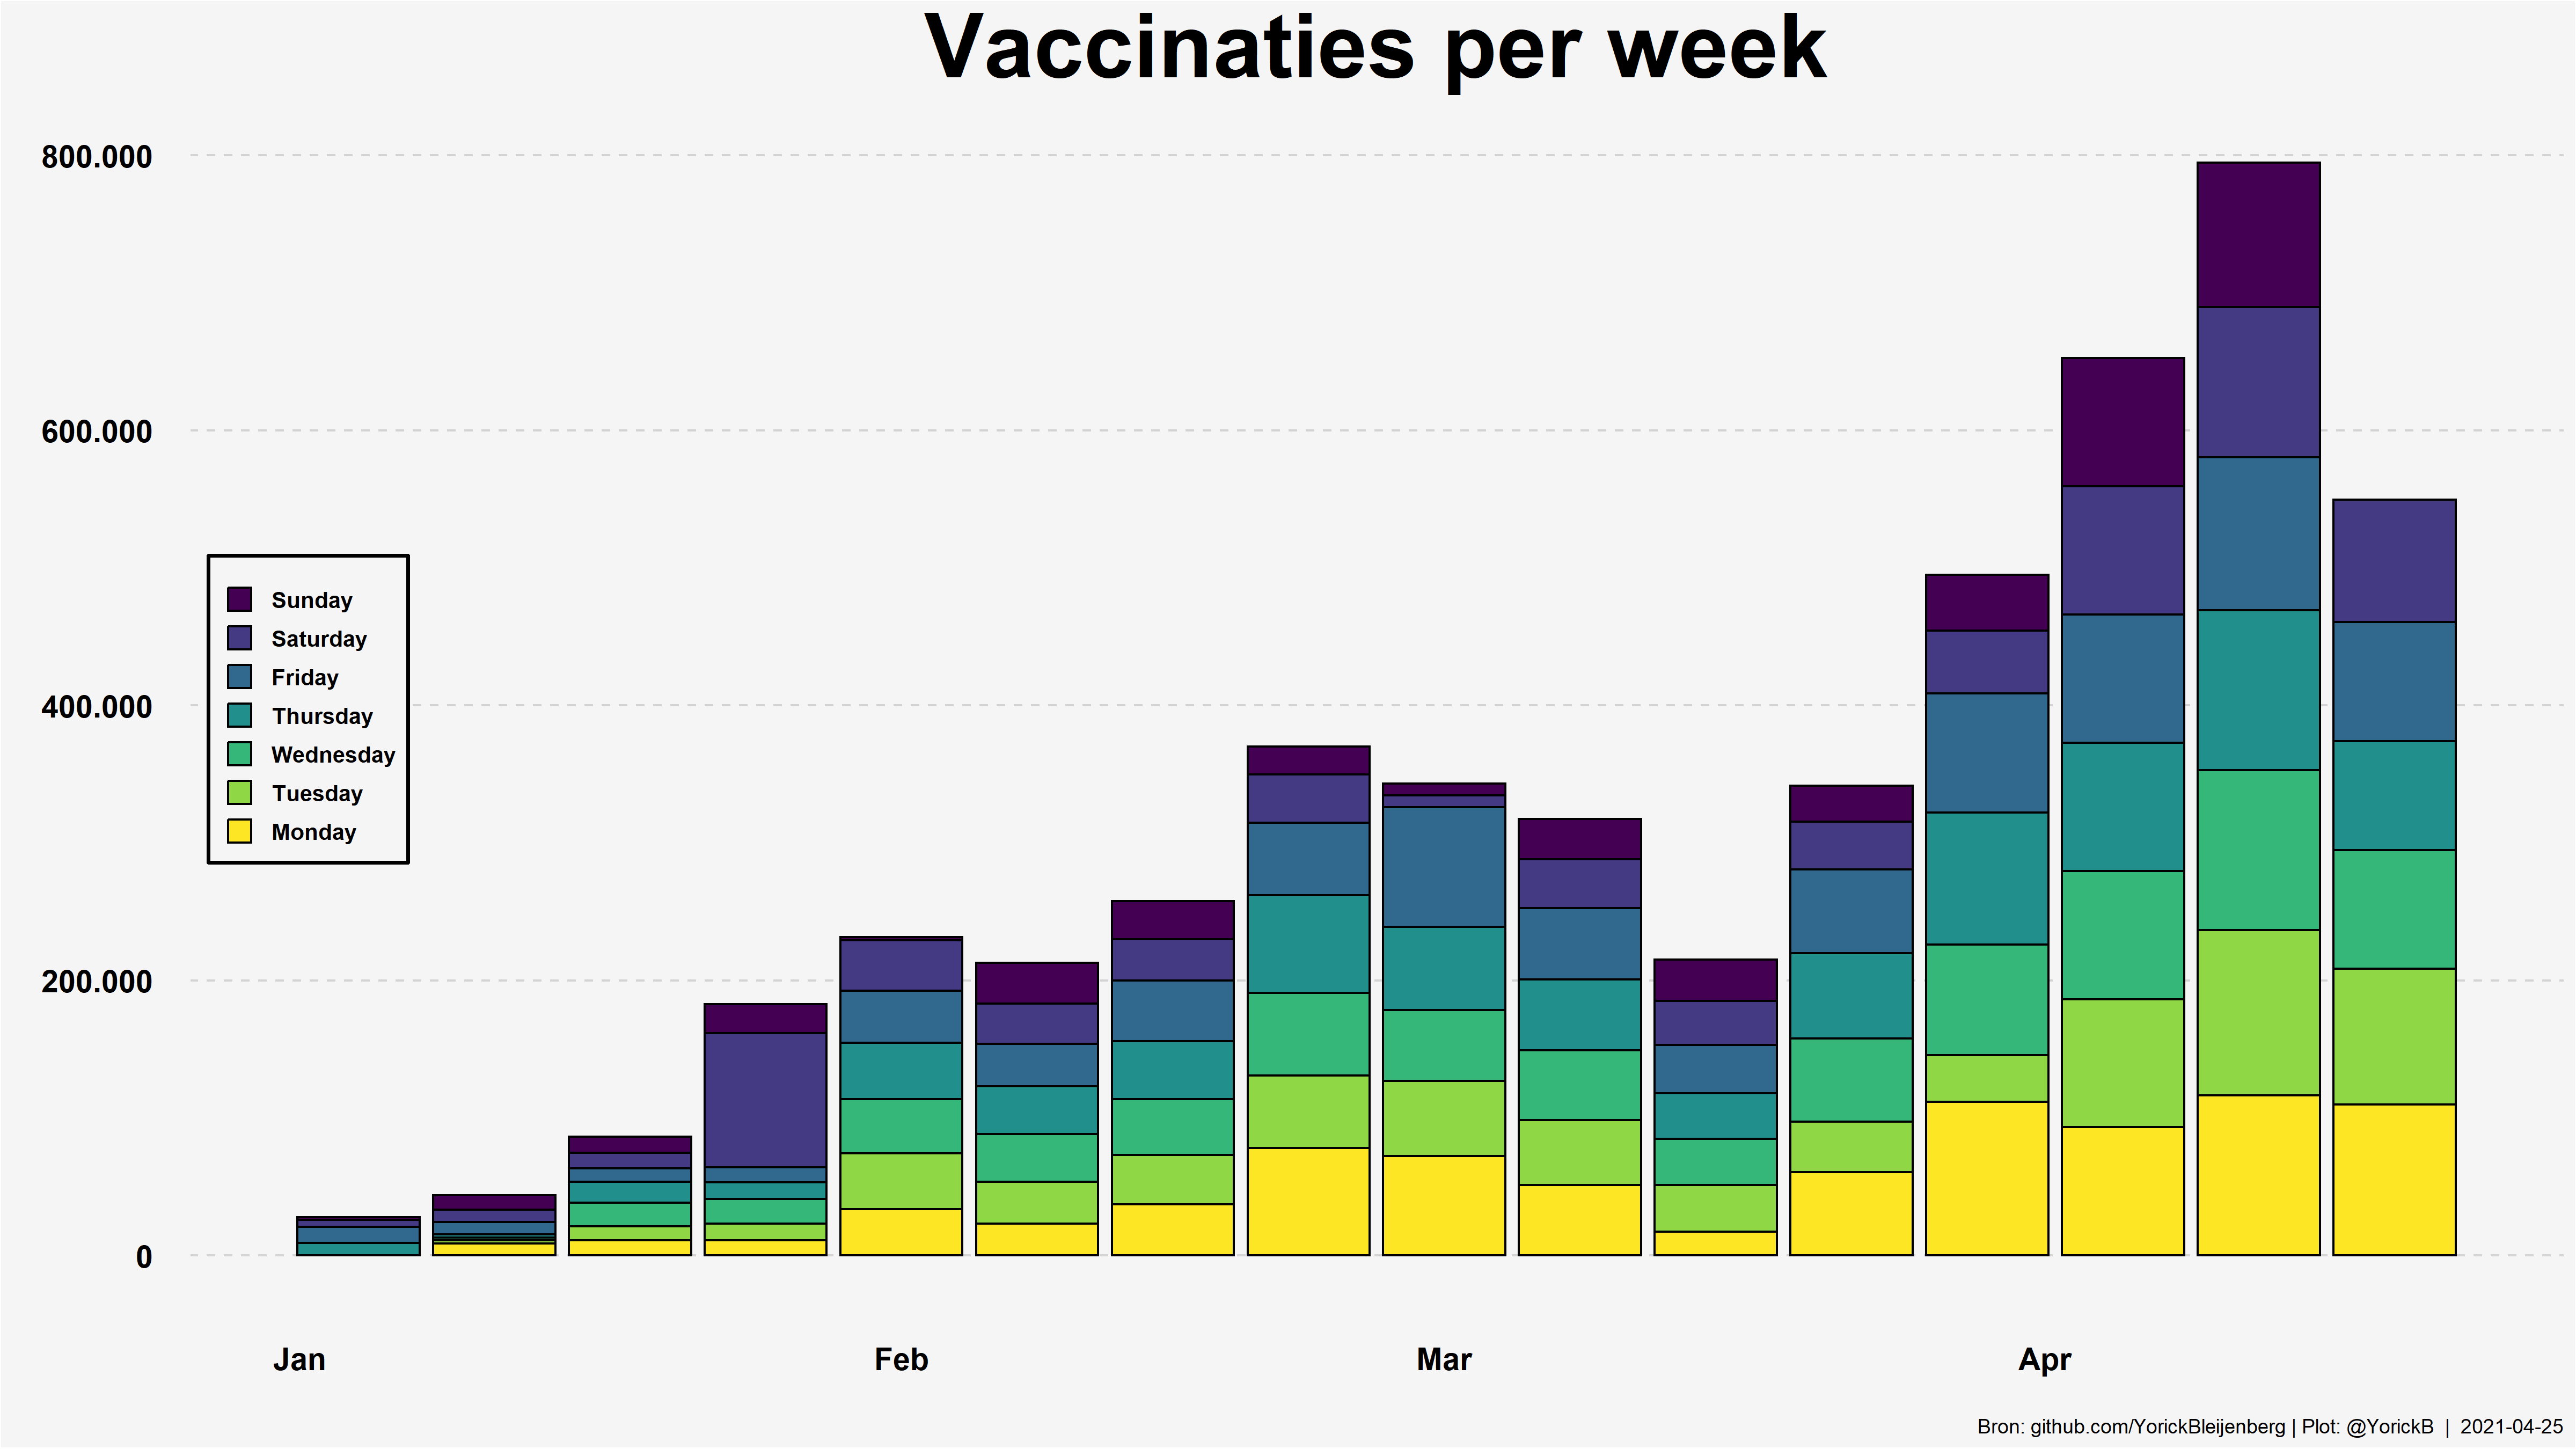 Vaccinaties per week
800.000
600.000
400.000
200.000
0
Sunday
Saturday
Friday
Thursday
Wednesday
Tuesday
Monday
Jan Feb Mar Apr
Bron: github.com/YorickBleijenberg | Plot: @YorickB | 2021-04-25